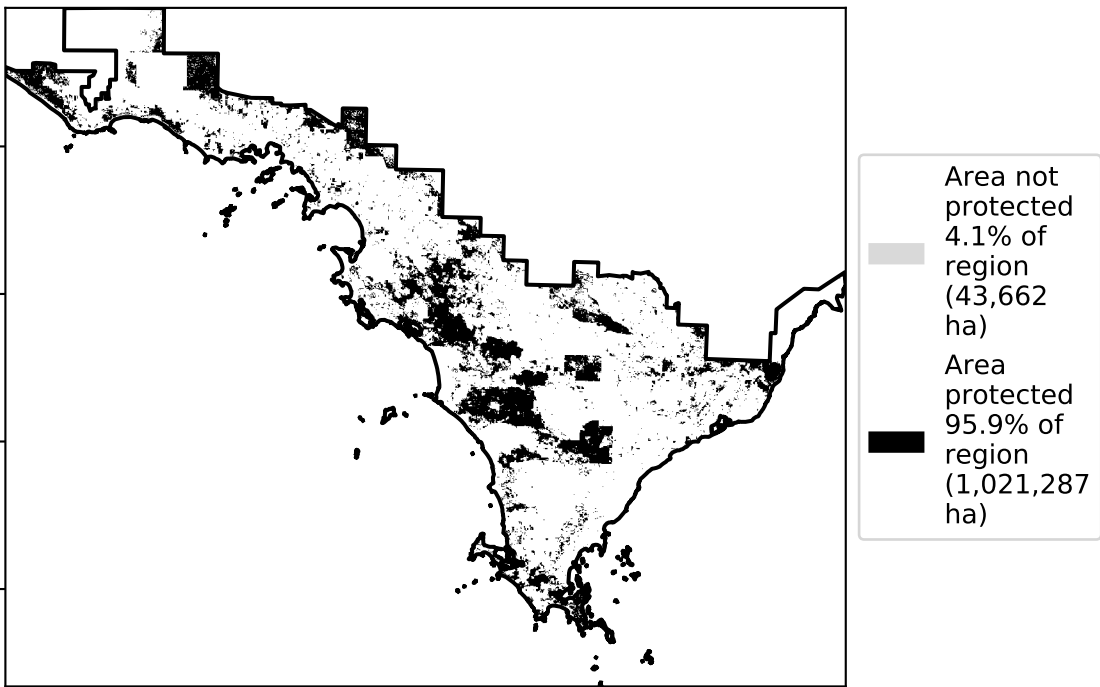 Area not
protected
4.1% of
region
(43,662
ha)
Area
protected
95.9% of
region
(1,021,287
ha)